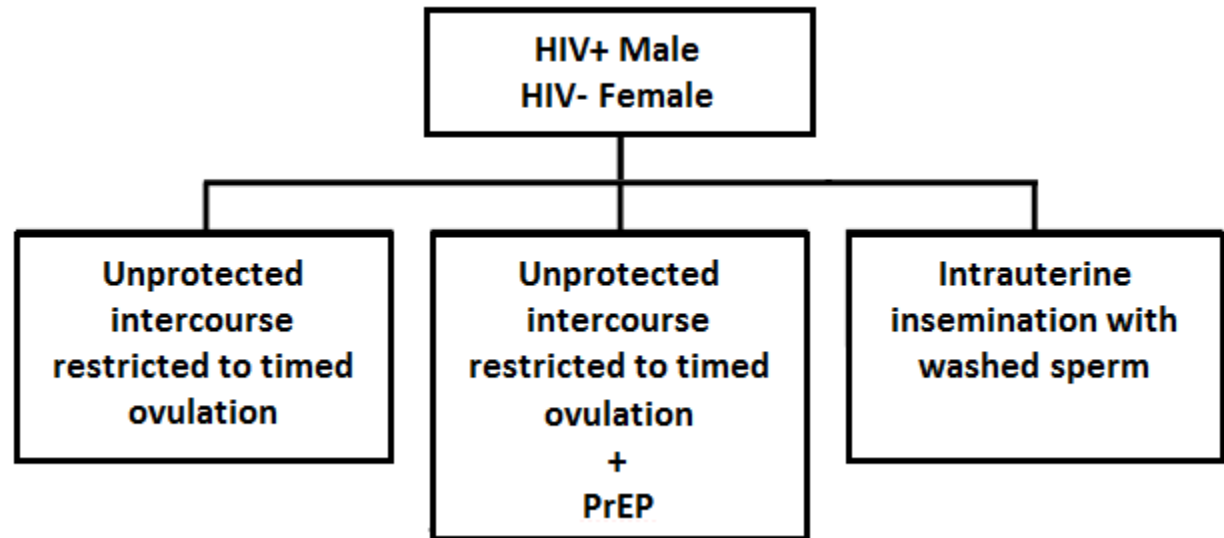 HIV+ Male
HIV- Female
Unprotected
intercourse
restricted to timed
ovulation
Unprotected
intercourse
restricted to timed
ovulation
+
PrEP
Intrauterine
insemination with
washed sperm